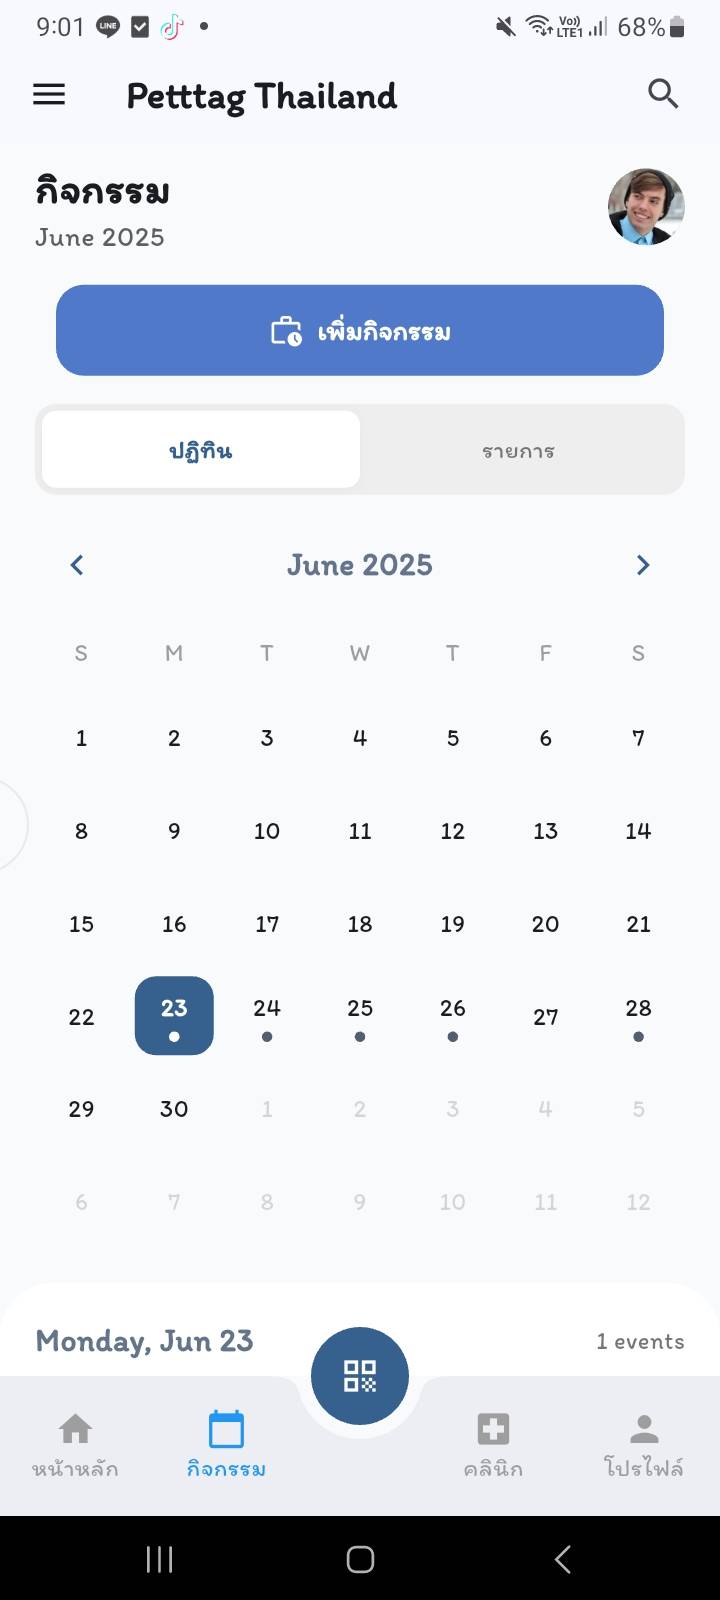 9:01 LINE Vo)) LTE1 68%
Petttag Thailand
กิจกรรม
June 2025
เพิ่มกิจกรรม
ปฏิทิน รายการ
June 2025
S M T W T F S
1 2 3 4 5 6 7
8 9 10 11 12 13 14
15 16 17 18 19 20 21
22 23 24 25 26 27 28
29 30 1 2 3 4 5
6 7 8 9 10 11 12
Monday, Jun 23 1 events
หน้าหลัก กิจกรรม คลินิก โปรไฟล์